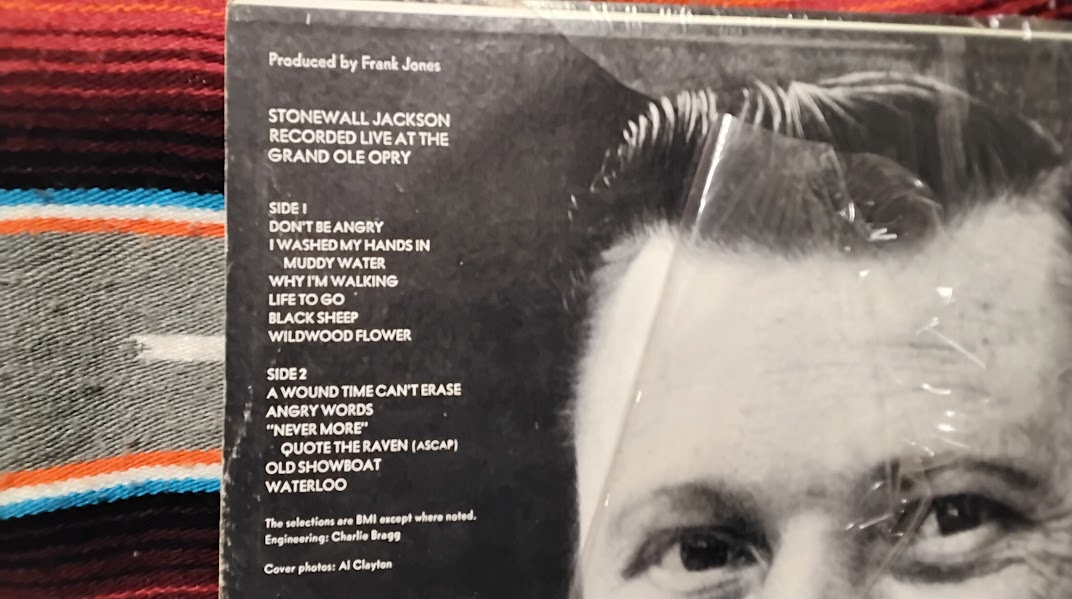 Produced by Frank Jones
STONEWALL JACKSON
RECORDED LIVE AT THE
GRAND OLE OPRY
SIDE 1
DON'T BE ANGRY
I WASHED MY HANDS IN
MUDDY WATER
WHY I'M WALKING
LIFE TO GO
BLACK SHEEP
WILDWOOD FLOWER
SIDE 2
A WOUND TIME CAN'T ERASE
ANGRY WORDS
"NEVER MORE"
QUOTE THE RAVEN (ASCAP)
OLD SHOWBOAT
WATERLOO
The selections are BMI except where noted.
Engineering: Charlie Bragg
Cover photos: Al Clayton